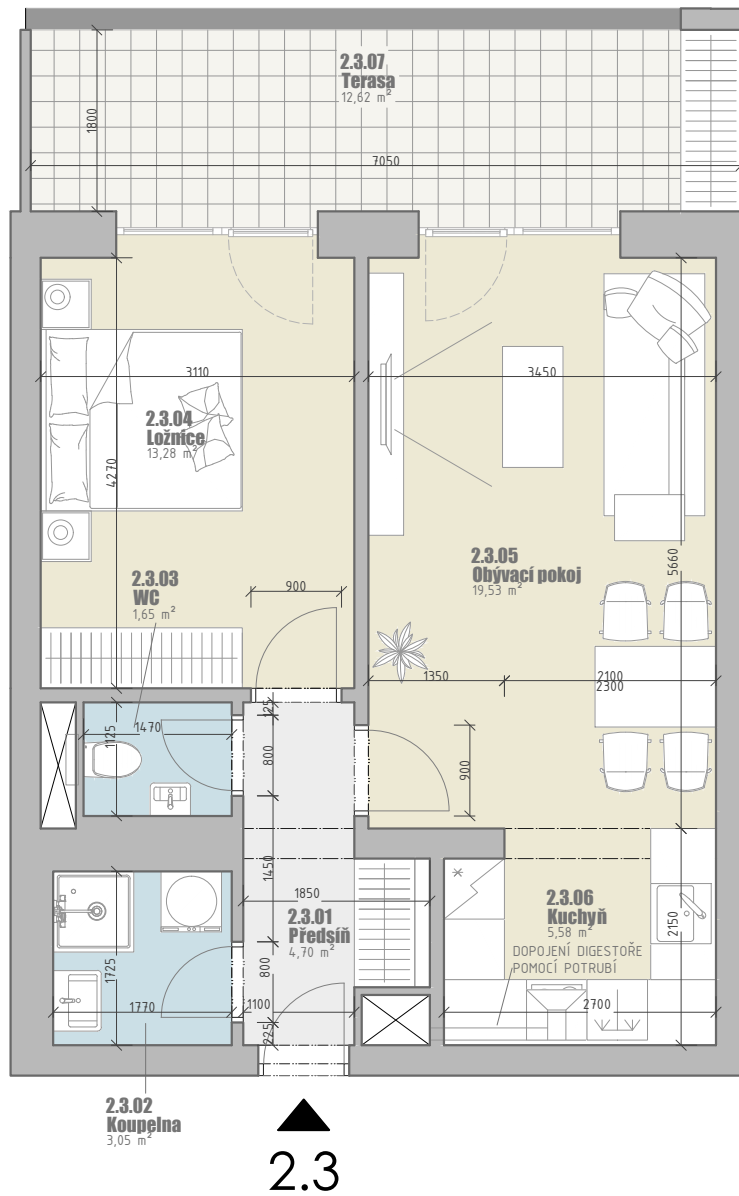 2.3.07
Terasa
12,62 m²
1800
7050
3110
3450
2.3.04
Ložnice
13,28 m²
4270
2.3.05
Obývací pokoj
19,53 m²
5660
2.3.03
WC
1,65 m²
900
1350
2100
2300
125
1470
1125
800
900
1450
1850
2.3.01
Předsíň
4,70 m²
2.3.06
Kuchyň
5,58 m²
2150
DOPOJENÍ DIGESTOŘE
POMOCÍ POTRUBÍ
1725
800
1770
1100
2700
225
2.3.02
Koupelna
3,05 m²
2.3